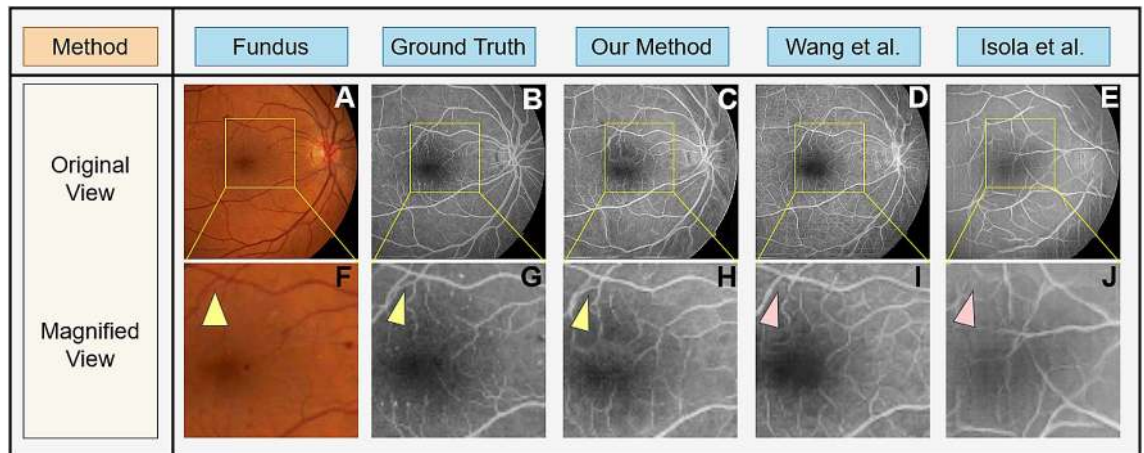 Method
Fundus
Ground Truth
Our Method
Wang et al.
Isola et al.
Original
View
A
B
C
D
E
Magnified
View
F
G
H
I
J